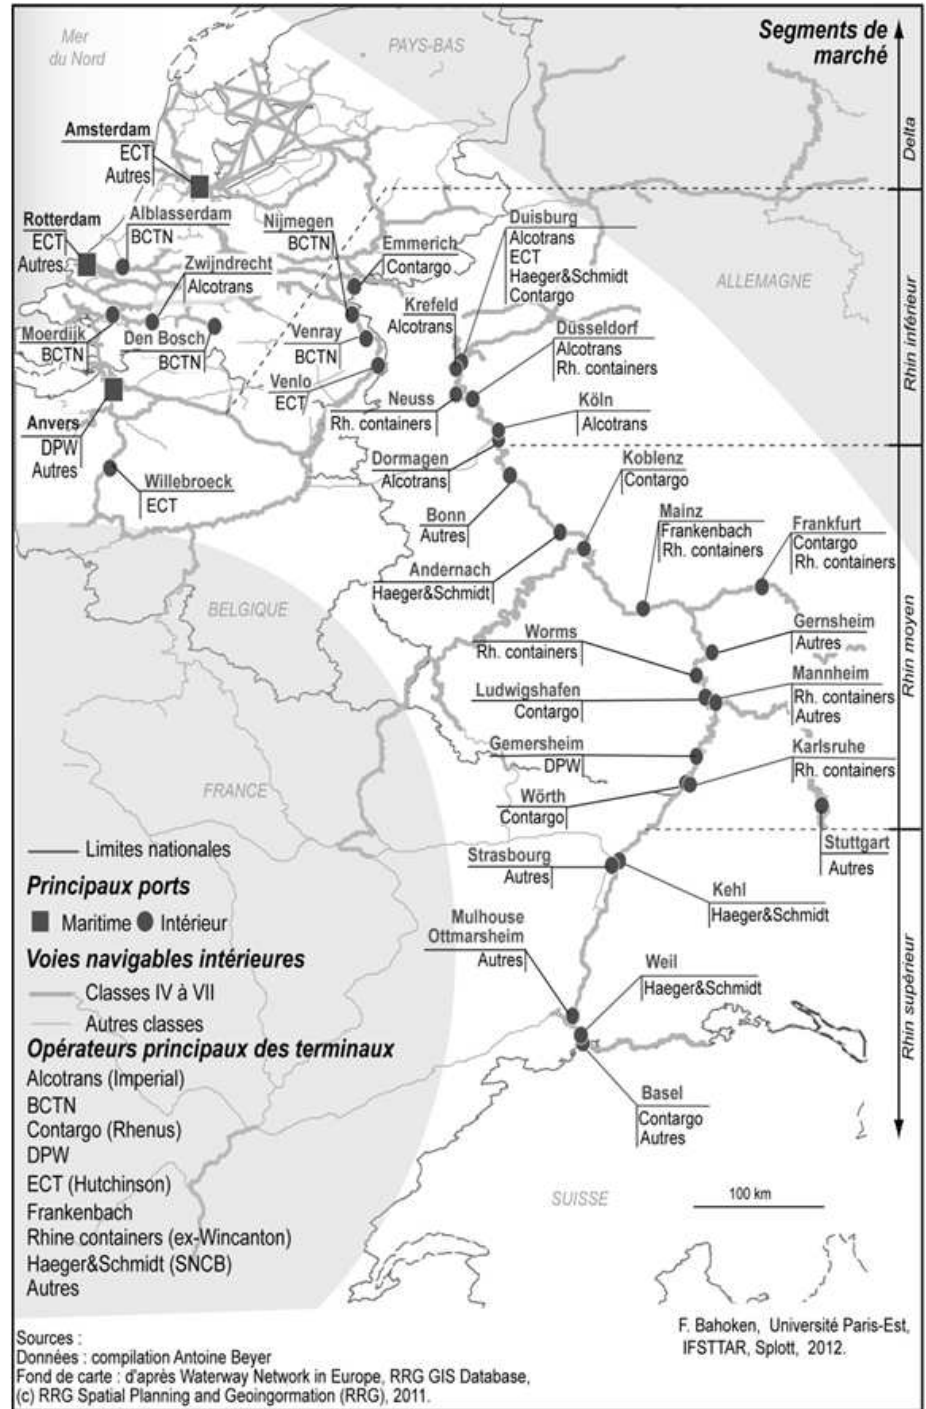 Mer
du Nord
PAYS-BAS
Segments de
marché
Delta
Amsterdam
ECT
Autres
Rotterdam
ECT
Autres
Alblasserdam
BCTN
Nijmegen
BCTN
Emmerich
Contargo
Duisburg
Alcotrans
ECT
Haeger&Schmidt
Contargo
Zwijndrecht
Alcotrans
ALLEMAGNE
Rhin inférieur
Krefeld
Alcotrans
Moerdijk
BCTN
Den Bosch
BCTN
Venray
BCTN
Düsseldorf
Alcotrans
Rh. containers
Venlo
ECT
Neuss
Rh. containers
Köln
Alcotrans
Anvers
DPW
Autres
Dormagen
Alcotrans
Koblenz
Contargo
Willebroeck
ECT
Bonn
Autres
Mainz
Frankenbach
Rh. containers
Frankfurt
Contargo
Rh. containers
Andernach
Haeger&Schmidt
BELGIQUE
Rhin moyen
Worms
Rh. containers
Gernsheim
Autres
Ludwigshafen
Contargo
Mannheim
Rh. containers
Autres
Gemersheim
DPW
Karlsruhe
Rh. containers
FRANCE
Wörth
Contargo
Stuttgart
Autres
Strasbourg
Autres
Kehl
Haeger&Schmidt
Mulhouse
Ottmarsheim
Autres
Weil
Haeger&Schmidt
Rhin supérieur
Basel
Contargo
Autres
SUISSE
100 km
Limites nationales
Principaux ports
Maritime Intérieur
Voies navigables intérieures
Classes IV à VII
Autres classes
Opérateurs principaux des terminaux
Alcotrans (Imperial)
BCTN
Contargo (Rhenus)
DPW
ECT (Hutchinson)
Frankenbach
Rhine containers (ex-Wincanton)
Haeger&Schmidt (SNCB)
Autres
F. Bahoken, Université Paris-Est,
IFSTTAR, Splott, 2012.
Sources :
Données : compilation Antoine Beyer
Fond de carte : d'après Waterway Network in Europe, RRG GIS Database,
(c) RRG Spatial Planning and Geoingormation (RRG), 2011.